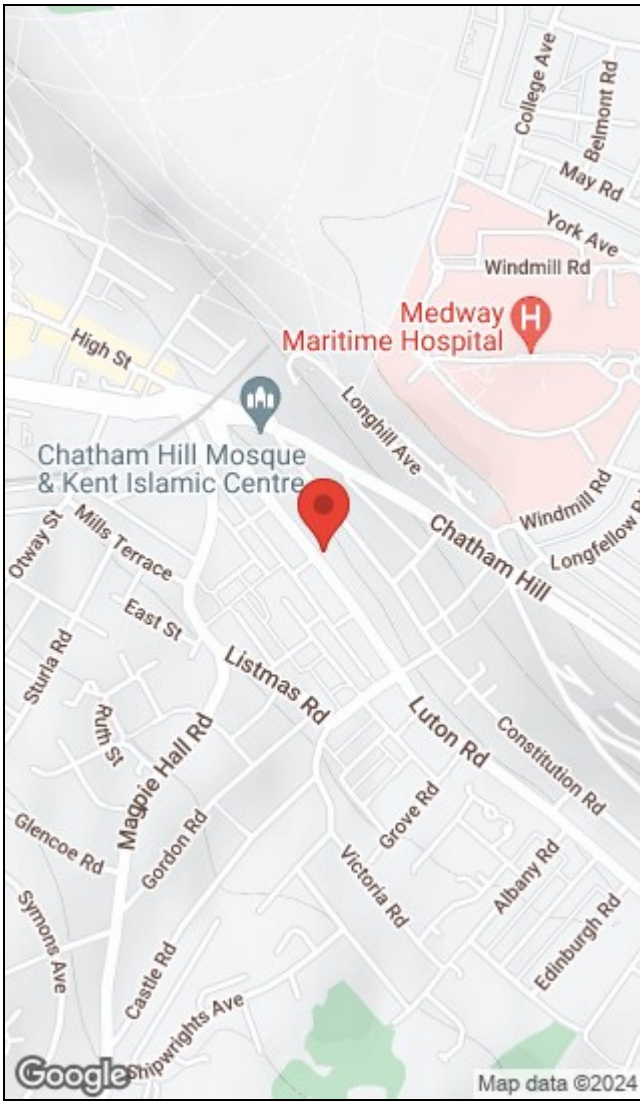 College Ave
Belmont Rd
May Rd
York Ave
Windmill Rd
Medway
Maritime Hospital
H
High St
Longhill Ave
Chatham Hill Mosque
& Kent Islamic Centre
Windmill Rd
Longfellow R
Chatham Hill
Otway St
Mills Terrace
East St
Sturla Rd
Listmas Rd
Ruth St
Magpie Hall Rd
Luton Rd
Constitution Rd
Glencoe Rd
Gordon Rd
Grove Rd
Victoria Rd
Albany Rd
Edinburgh Rd
Symons Ave
Castle Rd
Shipwrights Ave
Google
Map data ©2024